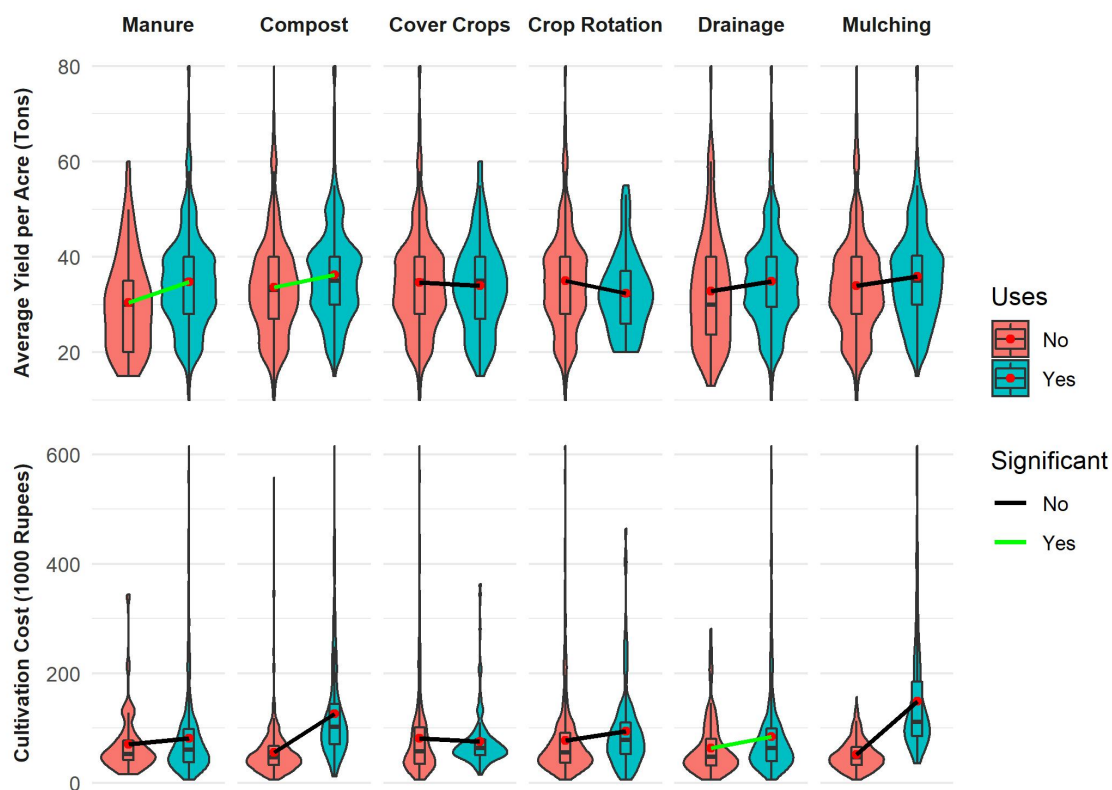 Manure Compost Cover Crops Crop Rotation Drainage Mulching
Average Yield per Acre (Tons)
80
60
40
20
Cultivation Cost (1000 Rupees)
600
400
200
0
Uses
No
Yes
Significant
No
Yes